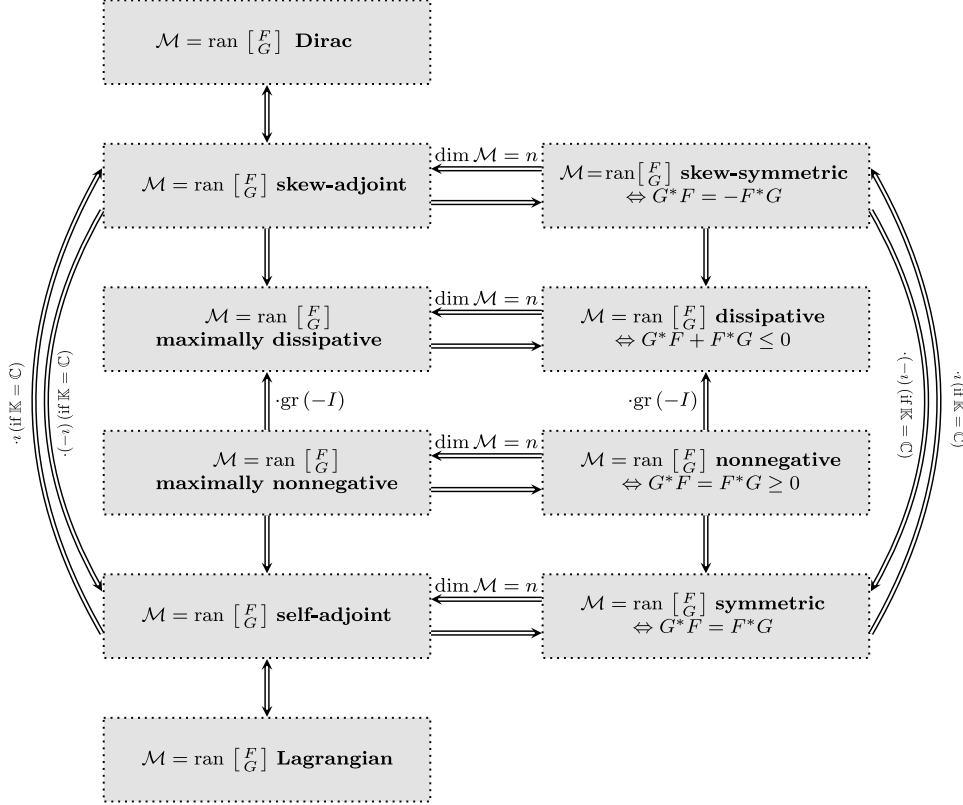 𝓜 = ran [F G] Dirac
dim 𝓜 = n
𝓜 = ran [F G] skew-adjoint
𝓜 = ran [F G] skew-symmetric
⇔ G*F = −F*G
dim 𝓜 = n
𝓜 = ran [F G]
maximally dissipative
𝓜 = ran [F G] dissipative
⇔ G*F + F*G ≤ 0
·ı (if 𝕂 = ℂ)
·(−ı) (if 𝕂 = ℂ)
·gr (−I)
·gr (−I)
·(−ı) (if 𝕂 = ℂ)
·ı (if 𝕂 = ℂ)
dim 𝓜 = n
𝓜 = ran [F G]
maximally nonnegative
𝓜 = ran [F G] nonnegative
⇔ G*F = F*G ≥ 0
dim 𝓜 = n
𝓜 = ran [F G] self-adjoint
𝓜 = ran [F G] symmetric
⇔ G*F = F*G
𝓜 = ran [F G] Lagrangian